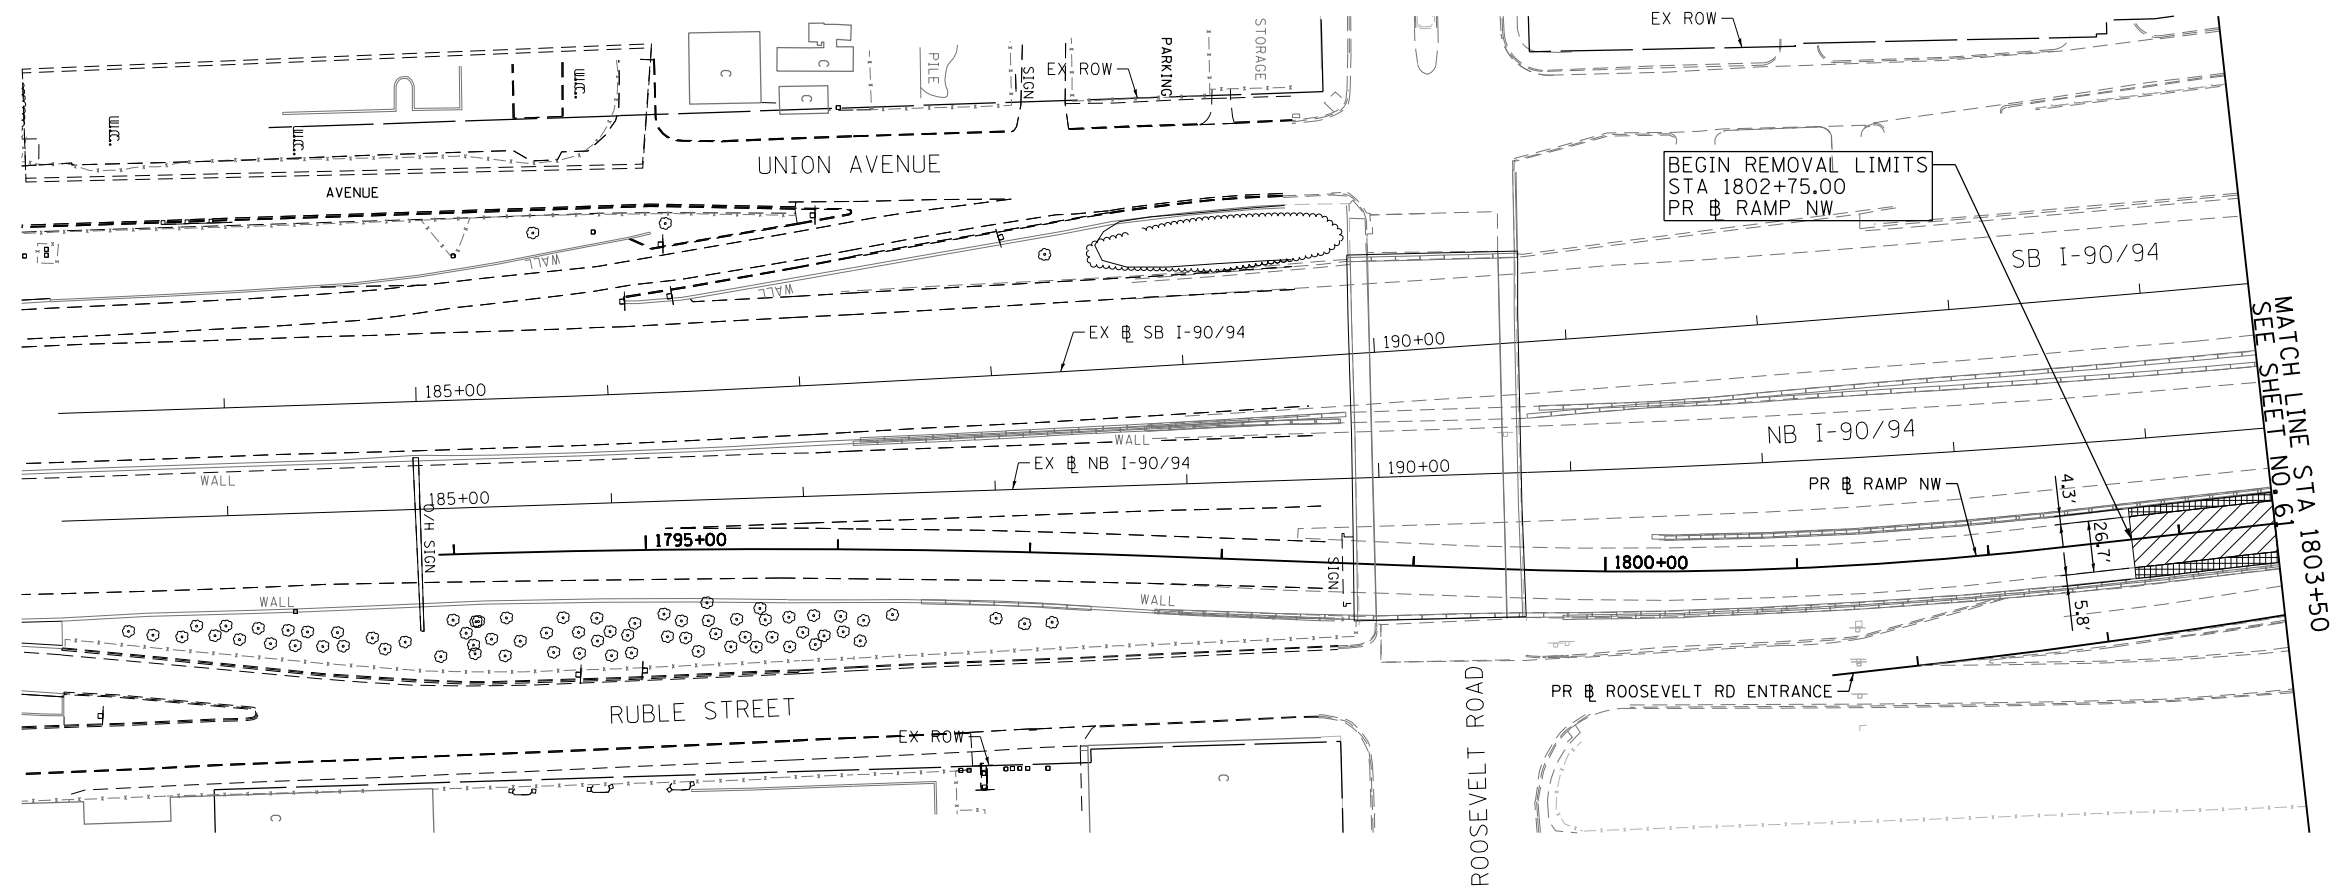 EX ROW
STORAGE
PARKING
PILE
SIGN
EX ROW
C
C
C
W.I.C.
W.I.C.
W.I.C.
UNION AVENUE
AVENUE
BEGIN REMOVAL LIMITS
STA 1802+75.00
PR ⅊ RAMP NW
WALL
WALL
SB I-90/94
MATCH LINE STA 1803+50
SEE SHEET NO. 61
EX ⅊ SB I-90/94
190+00
185+00
NB I-90/94
WALL
WALL
EX ⅊ NB I-90/94
190+00
185+00
PR ⅊ RAMP NW
4.3'
26.7'
5.8'
O/H SIGN
1795+00
SIGN
1800+00
WALL
WALL
PR ⅊ ROOSEVELT RD ENTRANCE
RUBLE STREET
ROOSEVELT ROAD
EX ROW
C
C